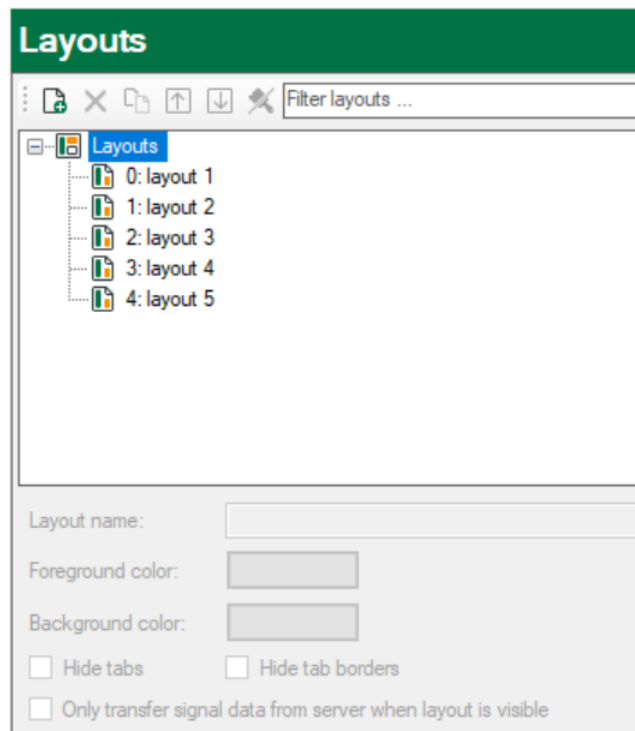 Layouts
Filter layouts ...
Layouts
0: layout 1
1: layout 2
2: layout 3
3: layout 4
4: layout 5
Layout name:
Foreground color:
Background color:
Hide tabs Hide tab borders
Only transfer signal data from server when layout is visible